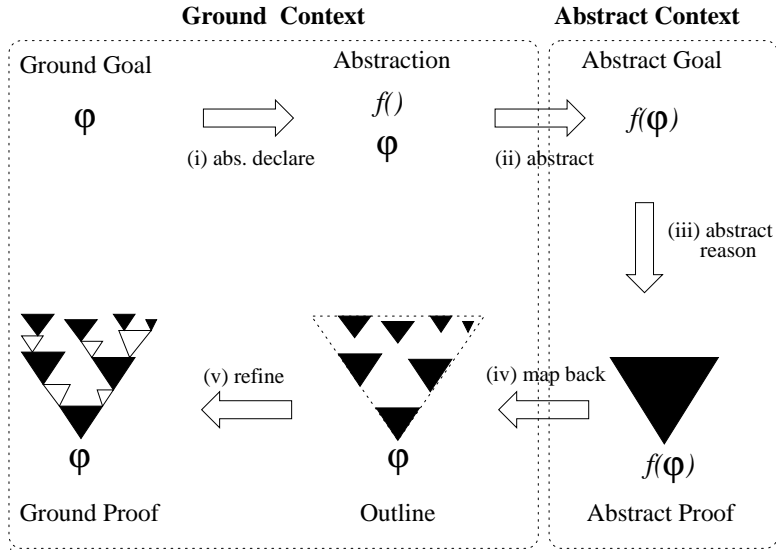 Ground Context
Abstract Context
Ground Goal
Abstraction
Abstract Goal
φ
f()
φ
f(φ)
(i) abs. declare
(ii) abstract
(iii) abstract
reason
(v) refine
(iv) map back
φ
φ
f(φ)
Ground Proof
Outline
Abstract Proof